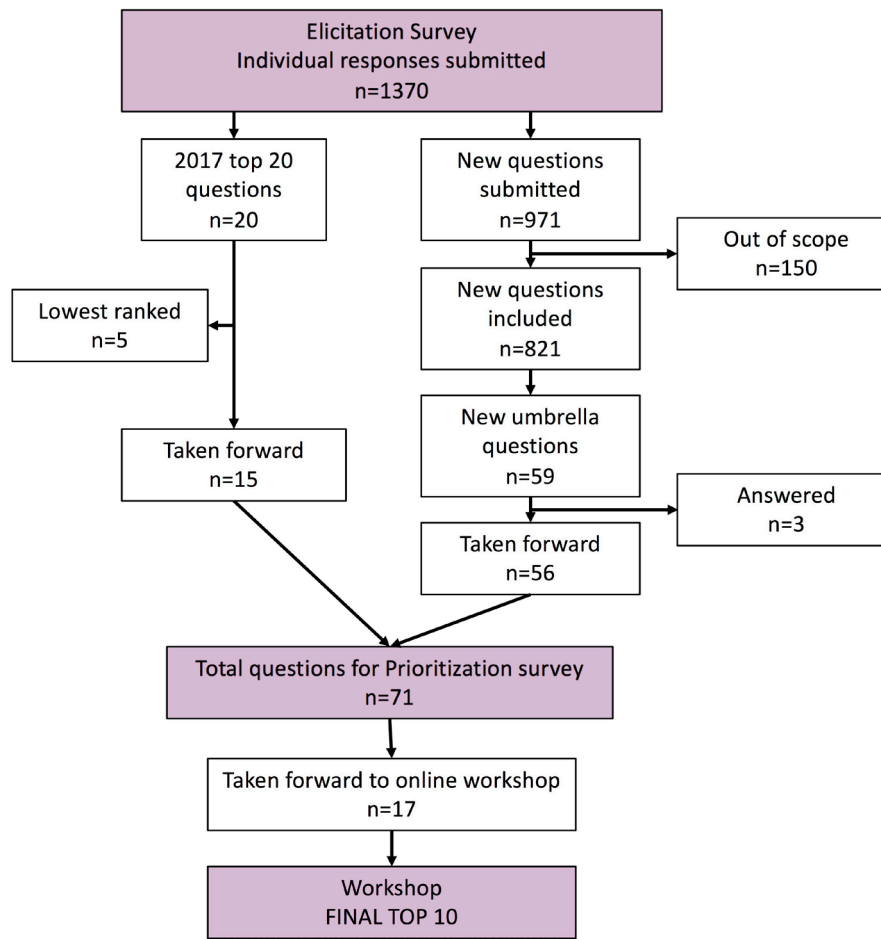 Elicitation Survey
Individual responses submitted
n=1370
2017 top 20
questions
n=20
New questions
submitted
n=971
Out of scope
n=150
Lowest ranked
n=5
New questions
included
n=821
New umbrella
questions
n=59
Taken forward
n=15
Answered
n=3
Taken forward
n=56
Total questions for Prioritization survey
n=71
Taken forward to online workshop
n=17
Workshop
FINAL TOP 10